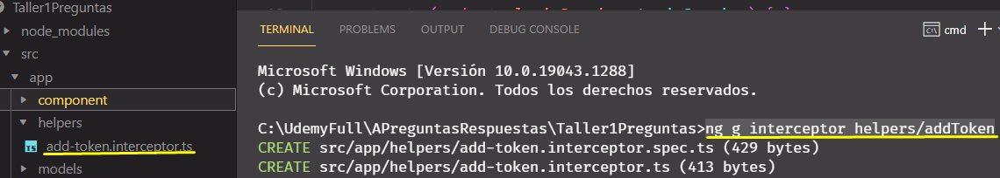 Taller1Preguntas
node_modules
src
app
component
helpers
TS add-token.interceptor.ts
models
TERMINAL PROBLEMS OUTPUT DEBUG CONSOLE cmd
Microsoft Windows [Versión 10.0.19043.1288]
(c) Microsoft Corporation. Todos los derechos reservados.
C:\UdemyFull\APreguntasRespuestas\Taller1Preguntas>ng g interceptor helpers/addToken
CREATE src/app/helpers/add-token.interceptor.spec.ts (429 bytes)
CREATE src/app/helpers/add-token.interceptor.ts (413 bytes)